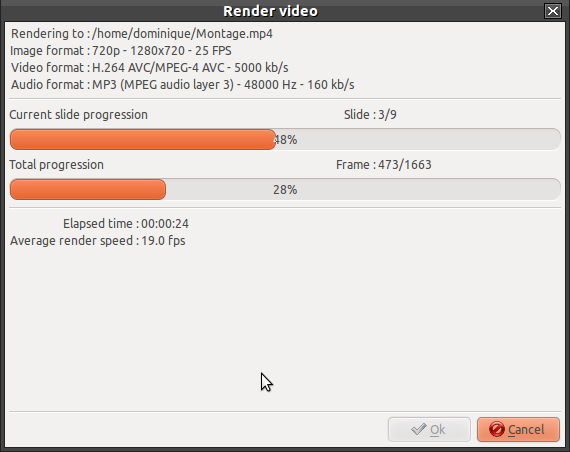 Render video
Rendering to : /home/dominique/Montage.mp4
Image format : 720p - 1280x720 - 25 FPS
Video format : H.264 AVC/MPEG-4 AVC - 5000 kb/s
Audio format : MP3 (MPEG audio layer 3) - 48000 Hz - 160 kb/s
Current slide progression Slide : 3/9
48%
Total progression Frame : 473/1663
28%
Elapsed time : 00:00:24
Average render speed : 19.0 fps
Ok Cancel